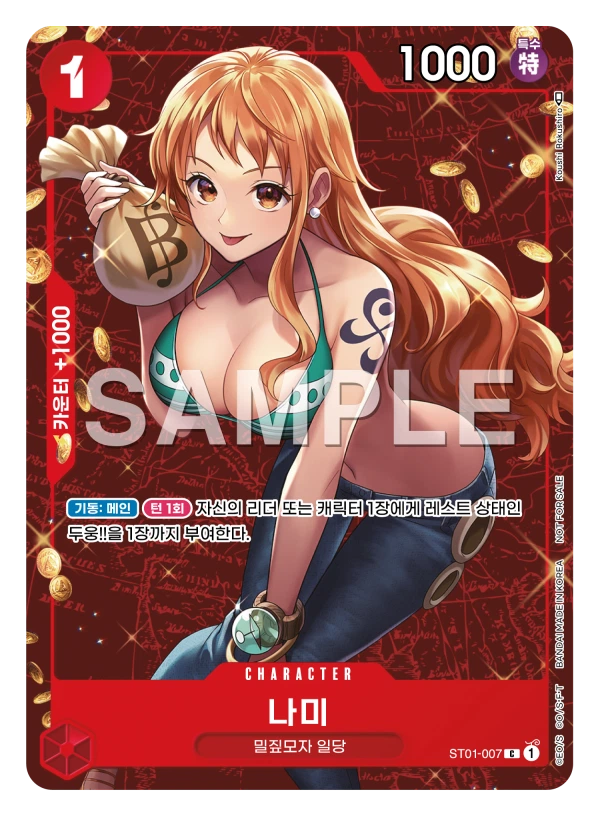 1
1000
특수
特
Koushi Rokushiro
카운터 +1000
SAMPLE
기동: 메인 턴 1회 자신의 리더 또는 캐릭터 1장에게 레스트 상태인
두웅!!을 1장까지 부여한다.
CHARACTER
나미
밀짚모자 일당
ST01-007 C 1
©EO/S ©O/S·F·T BANDAI MADE IN KOREA NOT FOR SALE